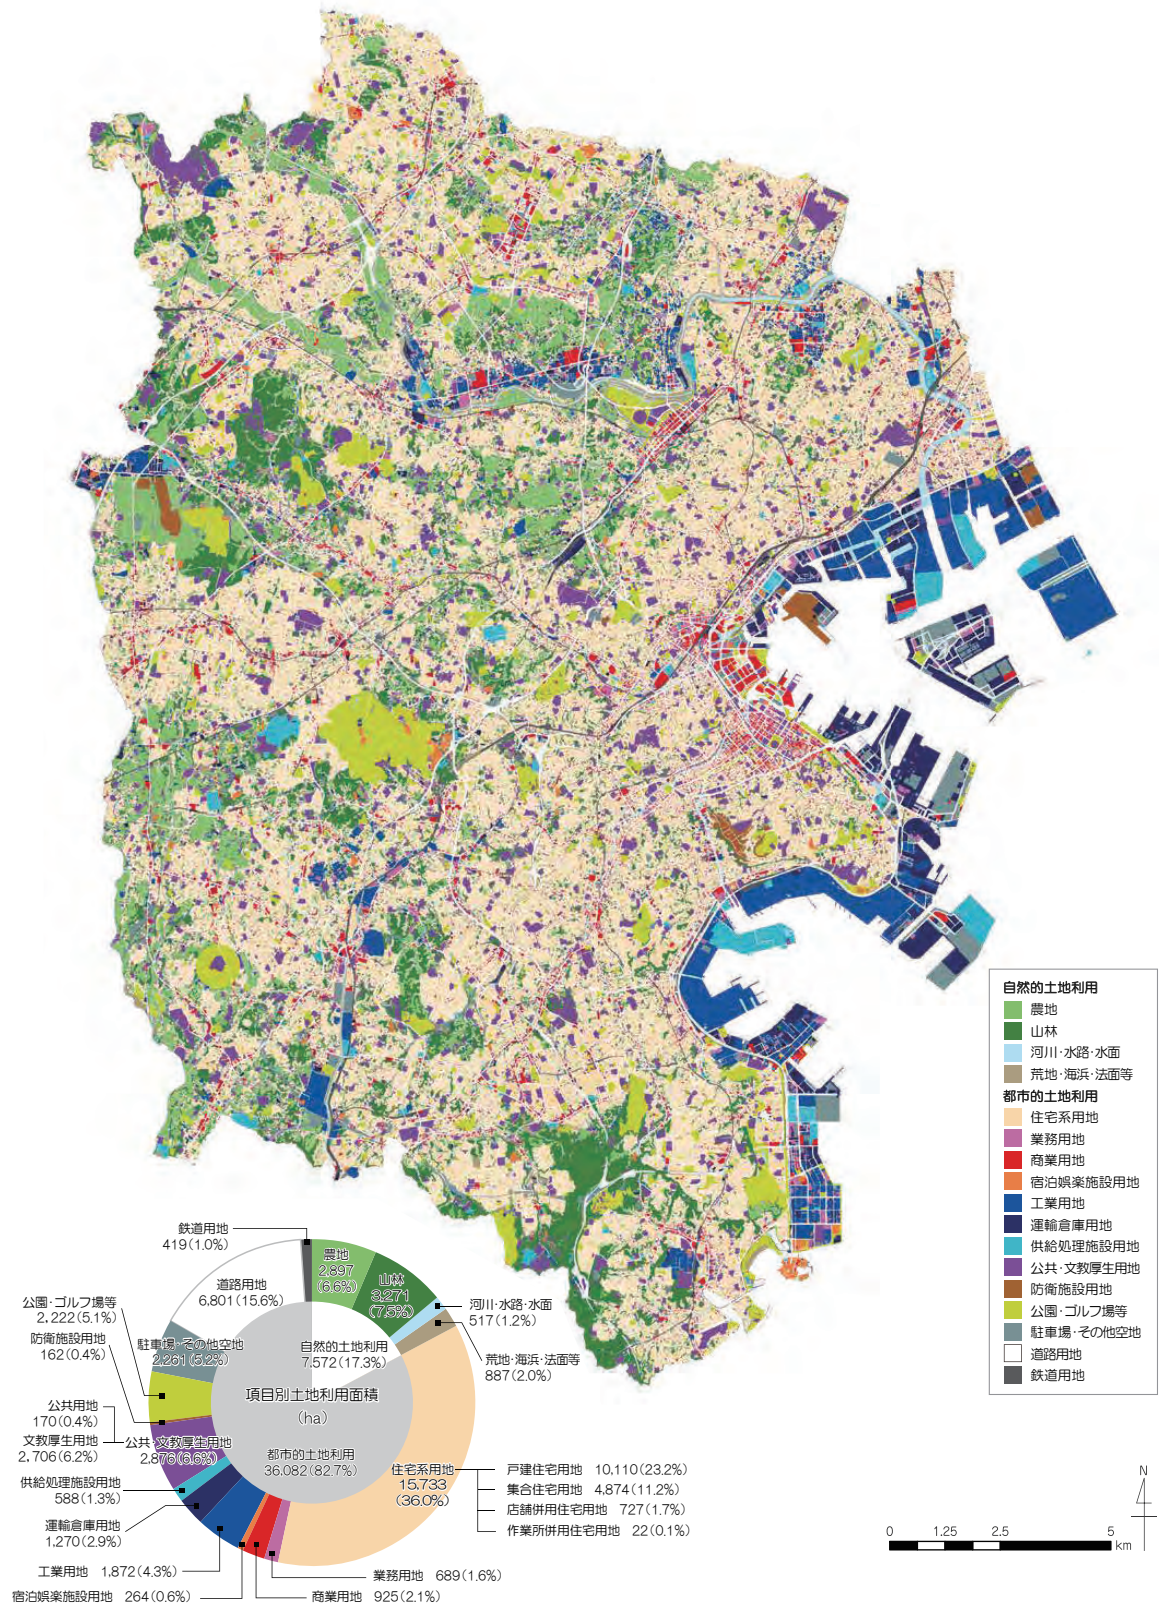 自然的土地利用
農地
山林
河川・水路・水面
荒地・海浜・法面等
都市的土地利用
住宅系用地
業務用地
商業用地
宿泊娯楽施設用地
工業用地
運輸倉庫用地
供給処理施設用地
公共・文教厚生用地
防衛施設用地
公園・ゴルフ場等
駐車場・その他空地
道路用地
鉄道用地
鉄道用地
419(1.0%)
農地
2,897
(6.6%)
山林
3,271
(7.5%)
河川・水路・水面
517(1.2%)
荒地・海浜・法面等
887(2.0%)
自然的土地利用
7,572(17.3%)
項目別土地利用面積
(ha)
都市的土地利用
36,082(82.7%)
住宅系用地
15,733
(36.0%)
戸建住宅用地 10,110(23.2%)
集合住宅用地 4,874(11.2%)
店舗併用住宅用地 727(1.7%)
作業所併用住宅用地 22(0.1%)
業務用地 689(1.6%)
商業用地 925(2.1%)
宿泊娯楽施設用地 264(0.6%)
工業用地 1,872(4.3%)
運輸倉庫用地
1,270(2.9%)
供給処理施設用地
588(1.3%)
公共・文教厚生用地
2,876(6.6%)
公共用地
170(0.4%)
文教厚生用地
2,706(6.2%)
防衛施設用地
162(0.4%)
公園・ゴルフ場等
2,222(5.1%)
駐車場・その他空地
2,261(5.2%)
道路用地
6,801(15.6%)
N
0 1.25 2.5 5
km